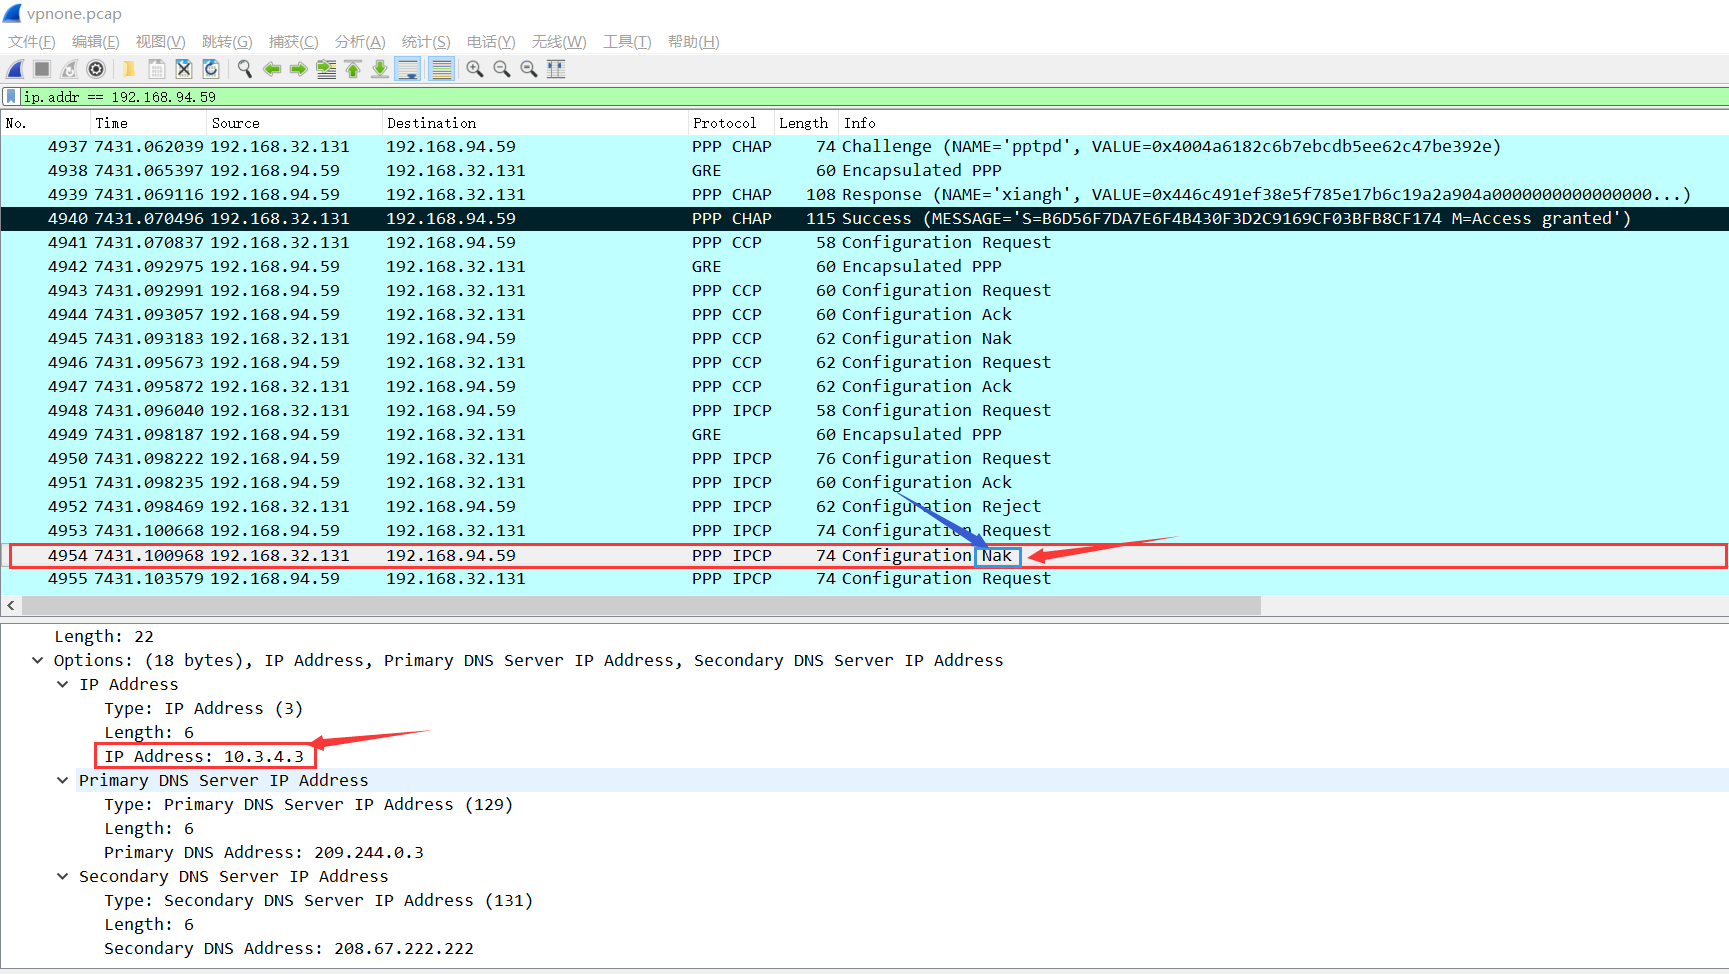 vpnone.pcap
文件(F) 编辑(E) 视图(V) 跳转(G) 捕获(C) 分析(A) 统计(S) 电话(Y) 无线(W) 工具(T) 帮助(H)
ip.addr == 192.168.94.59
No. Time Source Destination Protocol Length Info
4937 7431.062039 192.168.32.131 192.168.94.59 PPP CHAP 74 Challenge (NAME='pptpd', VALUE=0x4004a6182c6b7ebcdb5ee62c47be392e)
4938 7431.065397 192.168.94.59 192.168.32.131 GRE 60 Encapsulated PPP
4939 7431.069116 192.168.94.59 192.168.32.131 PPP CHAP 108 Response (NAME='xiangh', VALUE=0x446c491ef38e5f785e17b6c19a2a904a0000000000000000...)
4940 7431.070496 192.168.32.131 192.168.94.59 PPP CHAP 115 Success (MESSAGE='S=B6D56F7DA7E6F4B430F3D2C9169CF03BFB8CF174 M=Access granted')
4941 7431.070837 192.168.32.131 192.168.94.59 PPP CCP 58 Configuration Request
4942 7431.092975 192.168.94.59 192.168.32.131 GRE 60 Encapsulated PPP
4943 7431.092991 192.168.94.59 192.168.32.131 PPP CCP 60 Configuration Request
4944 7431.093057 192.168.94.59 192.168.32.131 PPP CCP 60 Configuration Ack
4945 7431.093183 192.168.32.131 192.168.94.59 PPP CCP 62 Configuration Nak
4946 7431.095673 192.168.94.59 192.168.32.131 PPP CCP 62 Configuration Request
4947 7431.095872 192.168.32.131 192.168.94.59 PPP CCP 62 Configuration Ack
4948 7431.096040 192.168.32.131 192.168.94.59 PPP IPCP 58 Configuration Request
4949 7431.098187 192.168.94.59 192.168.32.131 GRE 60 Encapsulated PPP
4950 7431.098222 192.168.94.59 192.168.32.131 PPP IPCP 76 Configuration Request
4951 7431.098235 192.168.94.59 192.168.32.131 PPP IPCP 60 Configuration Ack
4952 7431.098469 192.168.32.131 192.168.94.59 PPP IPCP 62 Configuration Reject
4953 7431.100668 192.168.94.59 192.168.32.131 PPP IPCP 74 Configuration Request
4954 7431.100968 192.168.32.131 192.168.94.59 PPP IPCP 74 Configuration Nak
4955 7431.103579 192.168.94.59 192.168.32.131 PPP IPCP 74 Configuration Request
Length: 22
Options: (18 bytes), IP Address, Primary DNS Server IP Address, Secondary DNS Server IP Address
IP Address
Type: IP Address (3)
Length: 6
IP Address: 10.3.4.3
Primary DNS Server IP Address
Type: Primary DNS Server IP Address (129)
Length: 6
Primary DNS Address: 209.244.0.3
Secondary DNS Server IP Address
Type: Secondary DNS Server IP Address (131)
Length: 6
Secondary DNS Address: 208.67.222.222